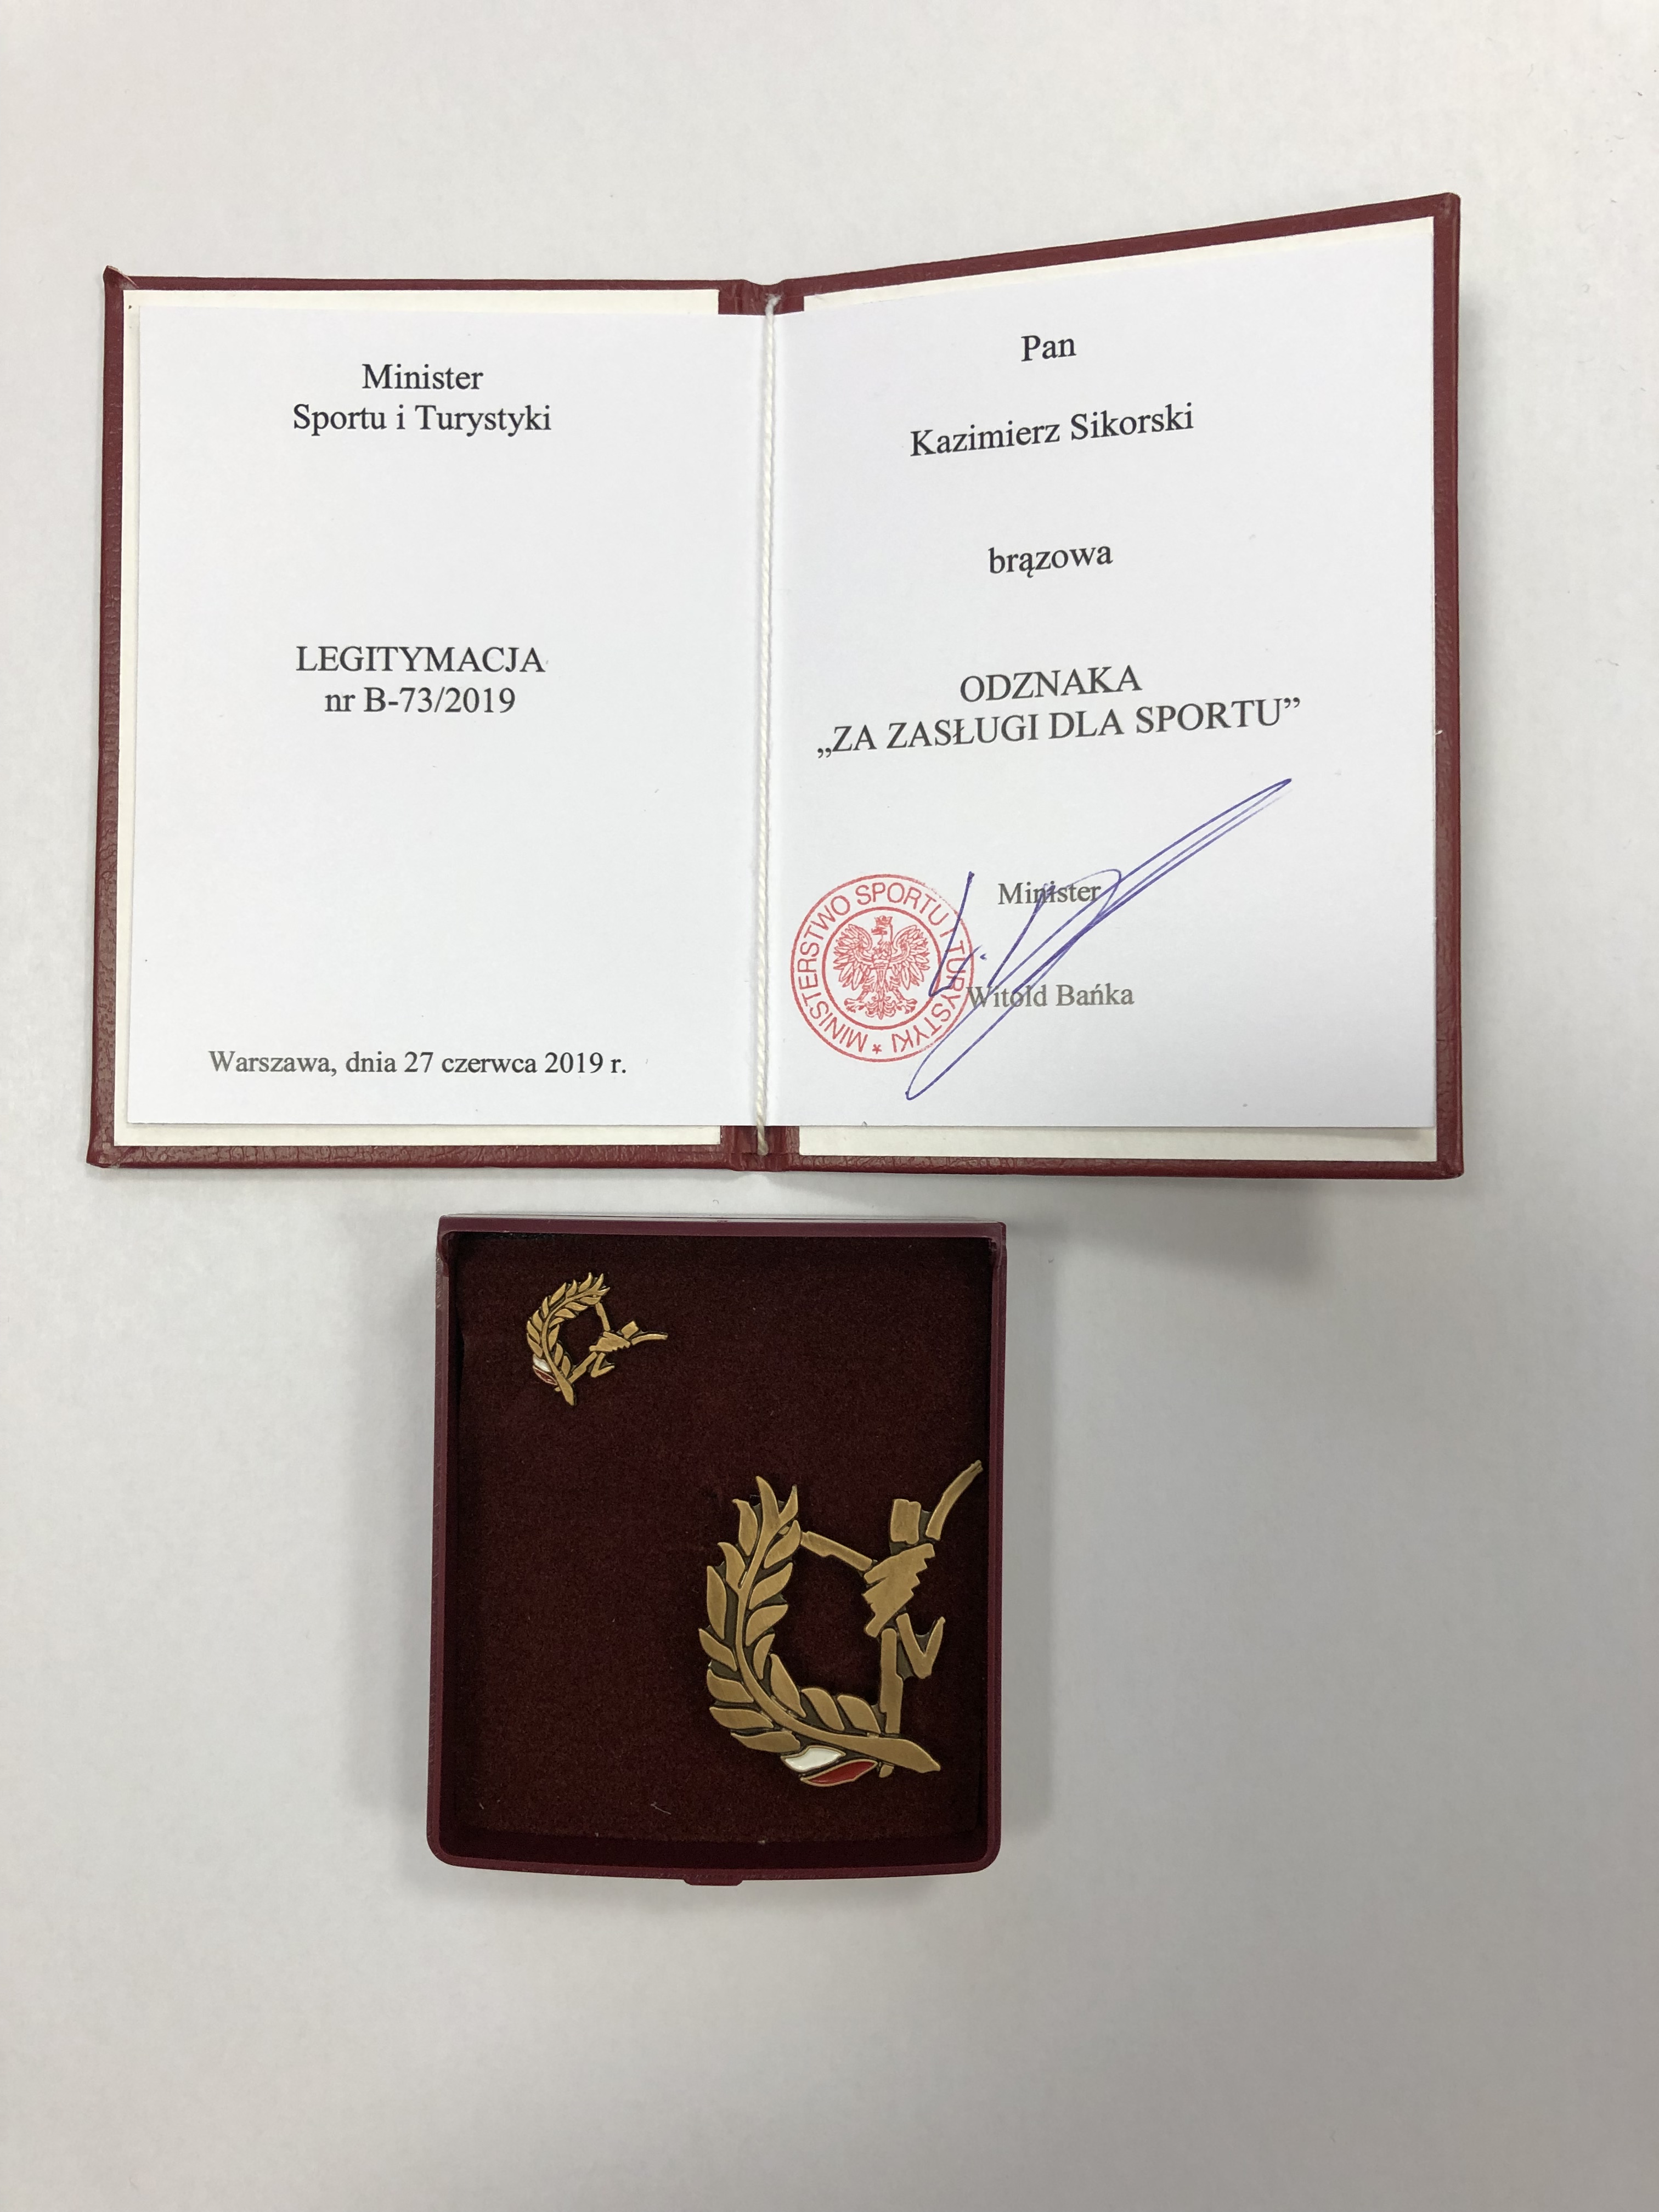 Minister
Sportu i Turystyki
LEGITYMACJA
nr B-73/2019
Warszawa, dnia 27 czerwca 2019 r.
Pan
Kazimierz Sikorski
brązowa
ODZNAKA
„ZA ZASŁUGI DLA SPORTU”
Minister
Witold Bańka
MINISTERSTWO SPORTU I TURYSTYKI *